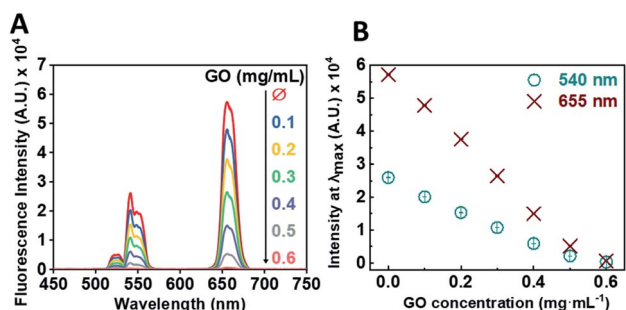 A
Fluorescence Intensity (A.U.) x 10⁴
7
6
5
4
3
2
1
0
GO (mg/mL)
Ø
0.1
0.2
0.3
0.4
0.5
0.6
450 500 550 600 650 700 750
Wavelength (nm)
B
Intensity at λmax (A.U.) x 10⁴
6
5
4
3
2
1
0
540 nm
655 nm
0.0 0.2 0.4 0.6
GO concentration (mg·mL⁻¹)